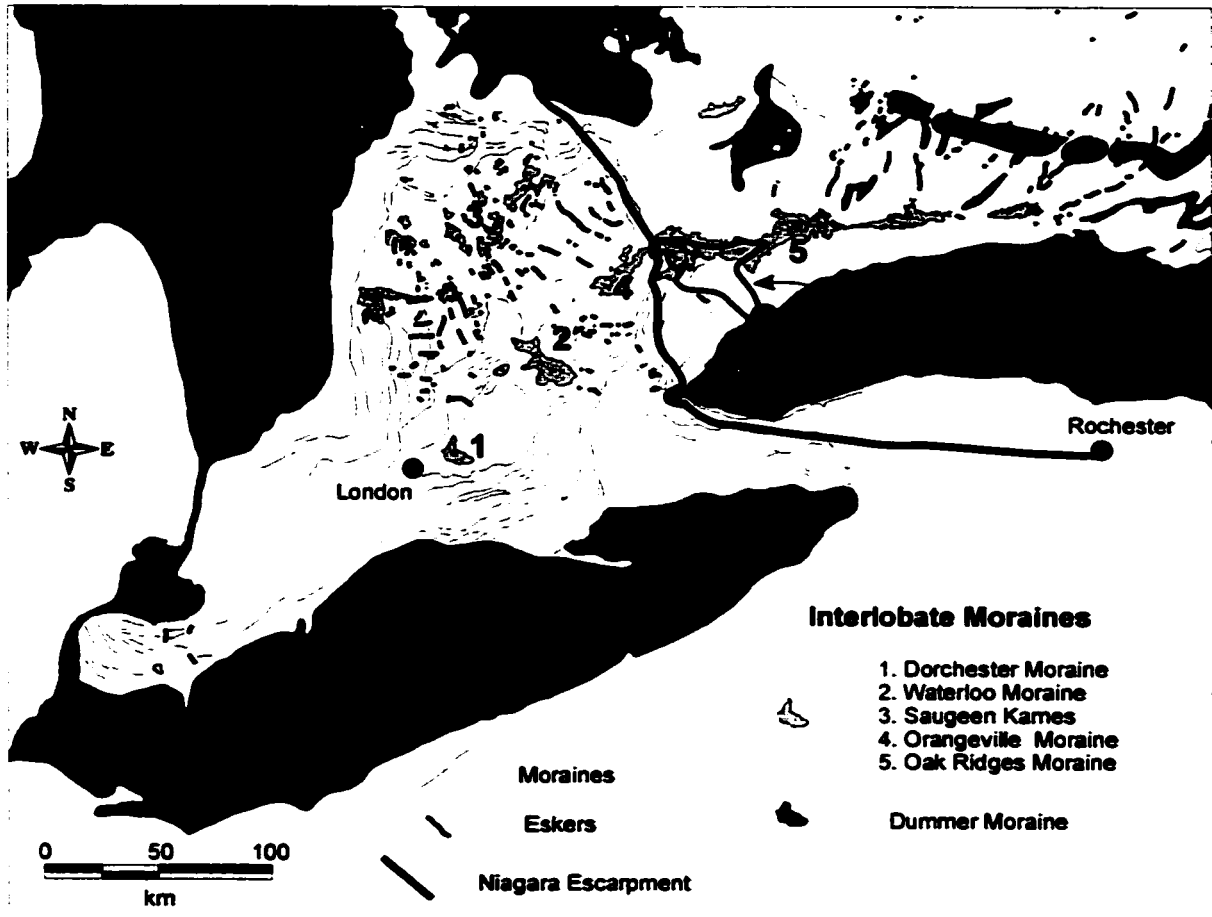 5
3
4
2
N
W E
S
1
London
Rochester
Interlobate Moraines
1. Dorchester Moraine
2. Waterloo Moraine
3. Saugeen Kames
4. Orangeville Moraine
5. Oak Ridges Moraine
Moraines
Eskers
Dummer Moraine
0 50 100
km
Niagara Escarpment